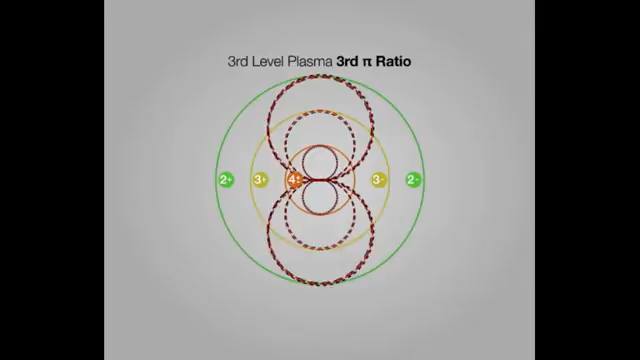 3rd Level Plasma 3rd π Ratio
2+ 3+ 4+ 3- 2-